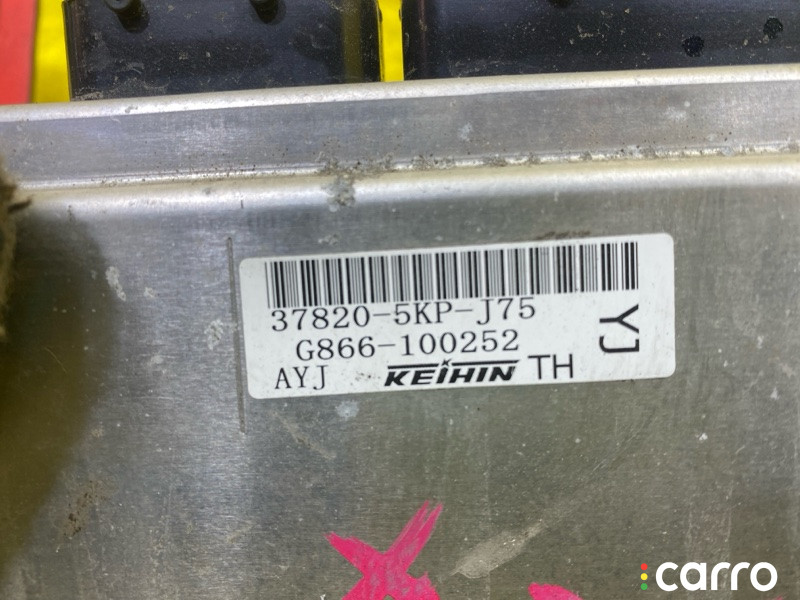 37820-5KP-J75
G866-100252
AYJ KEIHIN TH
YJ
X
carro